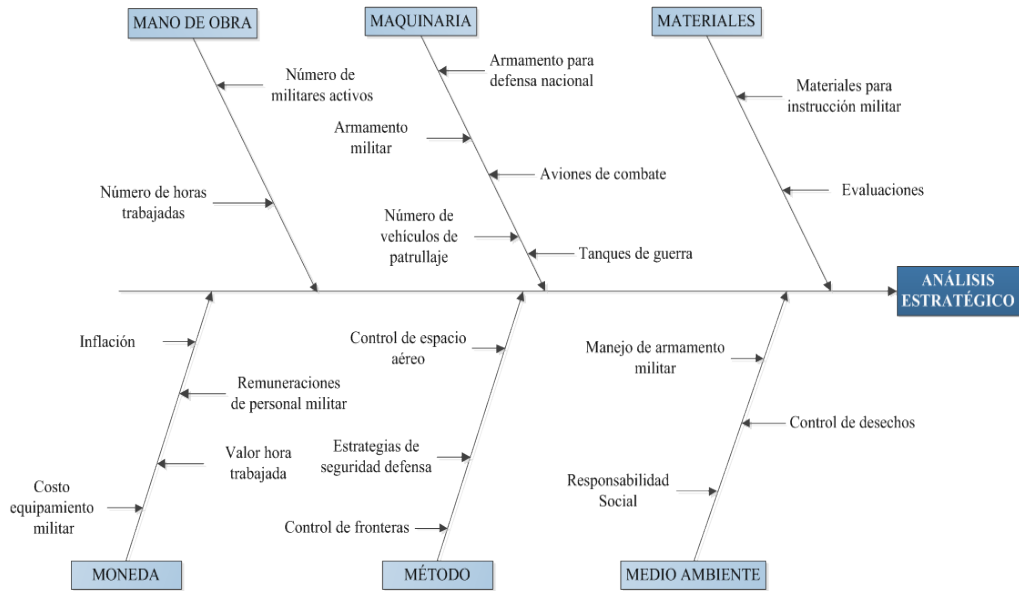 MANO DE OBRA
MAQUINARIA
MATERIALES
Número de
militares activos
Número de horas
trabajadas
Armamento para
defensa nacional
Armamento
militar
Aviones de combate
Número de
vehículos de
patrullaje
Tanques de guerra
Materiales para
instrucción militar
Evaluaciones
ANÁLISIS
ESTRATÉGICO
Inflación
Remuneraciones
de personal militar
Valor hora
trabajada
Costo
equipamiento
militar
Control de espacio
aéreo
Estrategias de
seguridad defensa
Control de fronteras
Manejo de armamento
militar
Control de desechos
Responsabilidad
Social
MONEDA
MÉTODO
MEDIO AMBIENTE